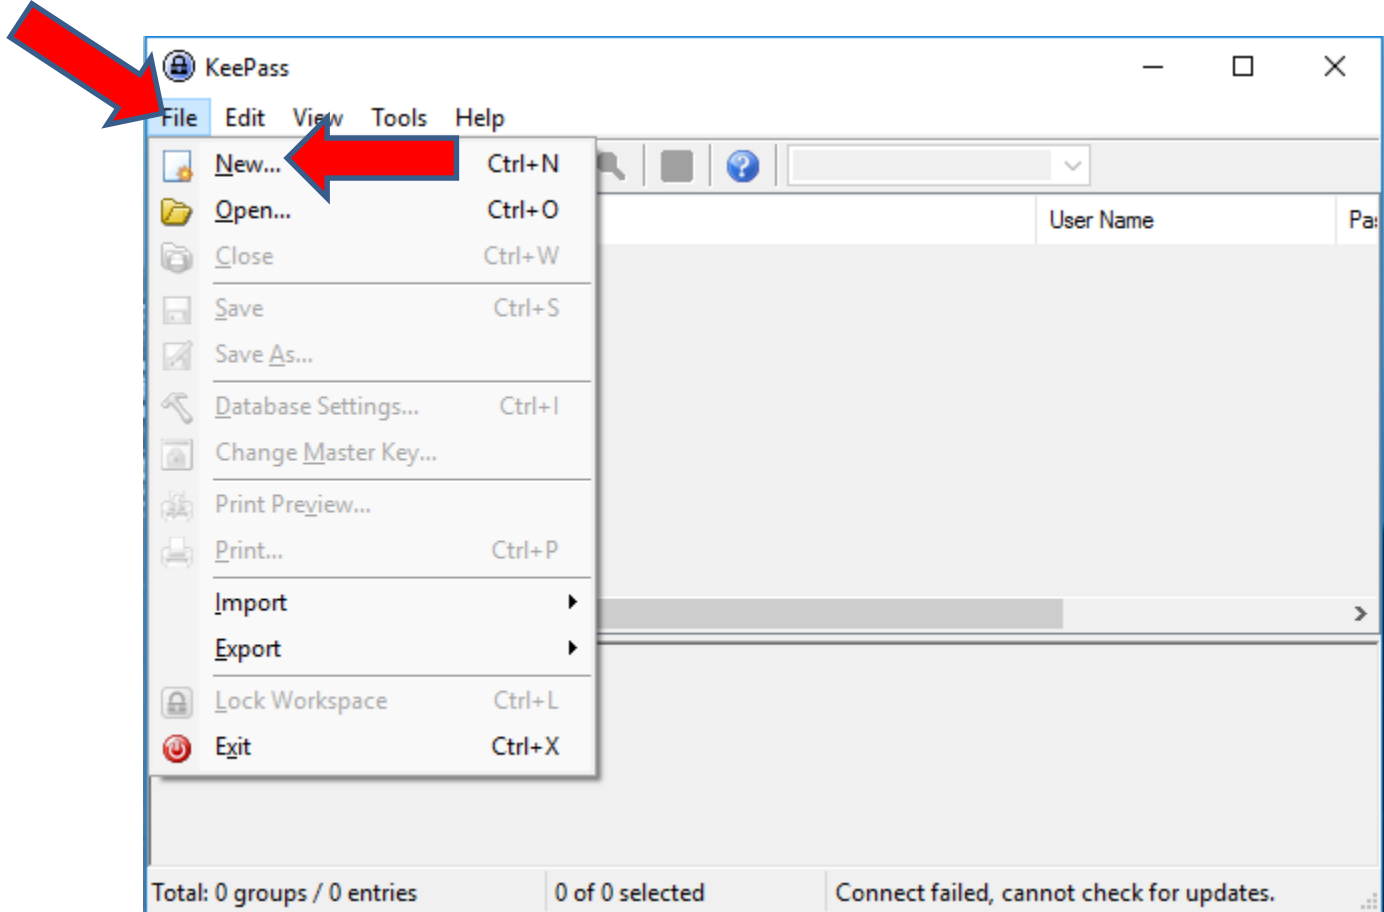 KeePass
File Edit View Tools Help
New... Ctrl+N
Open... Ctrl+O
Close Ctrl+W
Save Ctrl+S
Save As...
Database Settings... Ctrl+I
Change Master Key...
Print Preview...
Print... Ctrl+P
Import
Export
Lock Workspace Ctrl+L
Exit Ctrl+X
User Name Pas
Total: 0 groups / 0 entries 0 of 0 selected Connect failed, cannot check for updates.